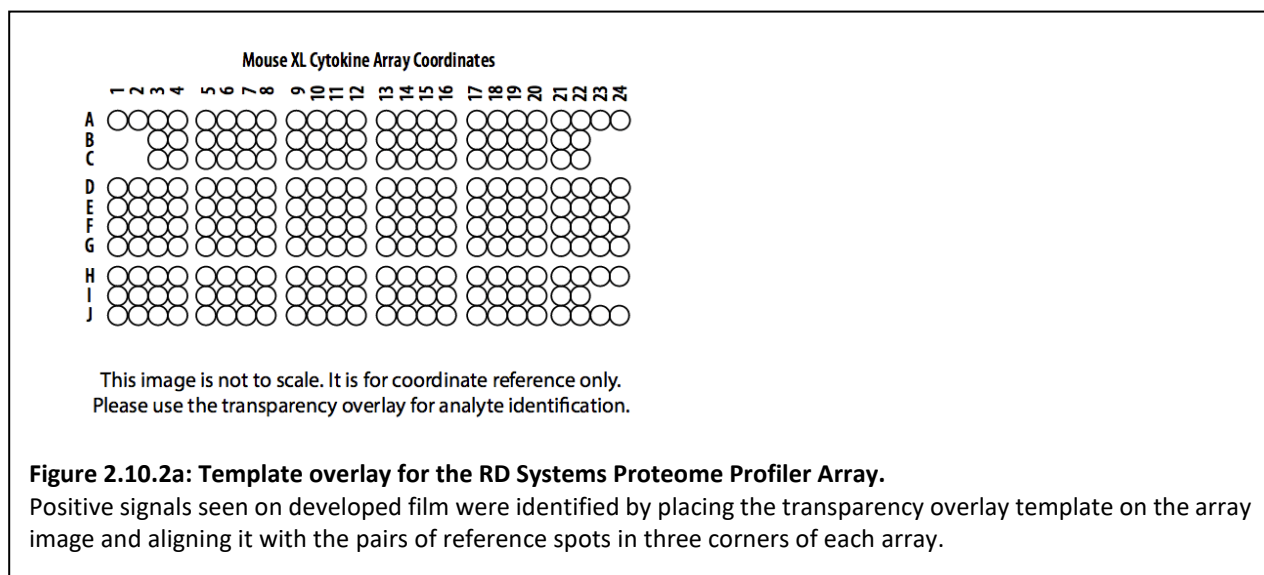 Mouse XL Cytokine Array Coordinates
1 2 3 4 5 6 7 8 9 10 11 12 13 14 15 16 17 18 19 20 21 22 23 24
A
B
C
D
E
F
G
H
I
J
This image is not to scale. It is for coordinate reference only.
Please use the transparency overlay for analyte identification.
Figure 2.10.2a: Template overlay for the RD Systems Proteome Profiler Array.
Positive signals seen on developed film were identified by placing the transparency overlay template on the array
image and aligning it with the pairs of reference spots in three corners of each array.